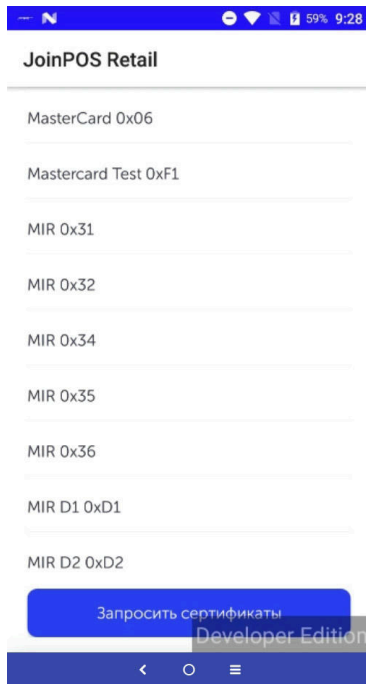 59% 9:28
JoinPOS Retail
MasterCard 0x06
Mastercard Test 0xF1
MIR 0x31
MIR 0x32
MIR 0x34
MIR 0x35
MIR 0x36
MIR D1 0xD1
MIR D2 0xD2
Запросить сертификаты
Developer Edition